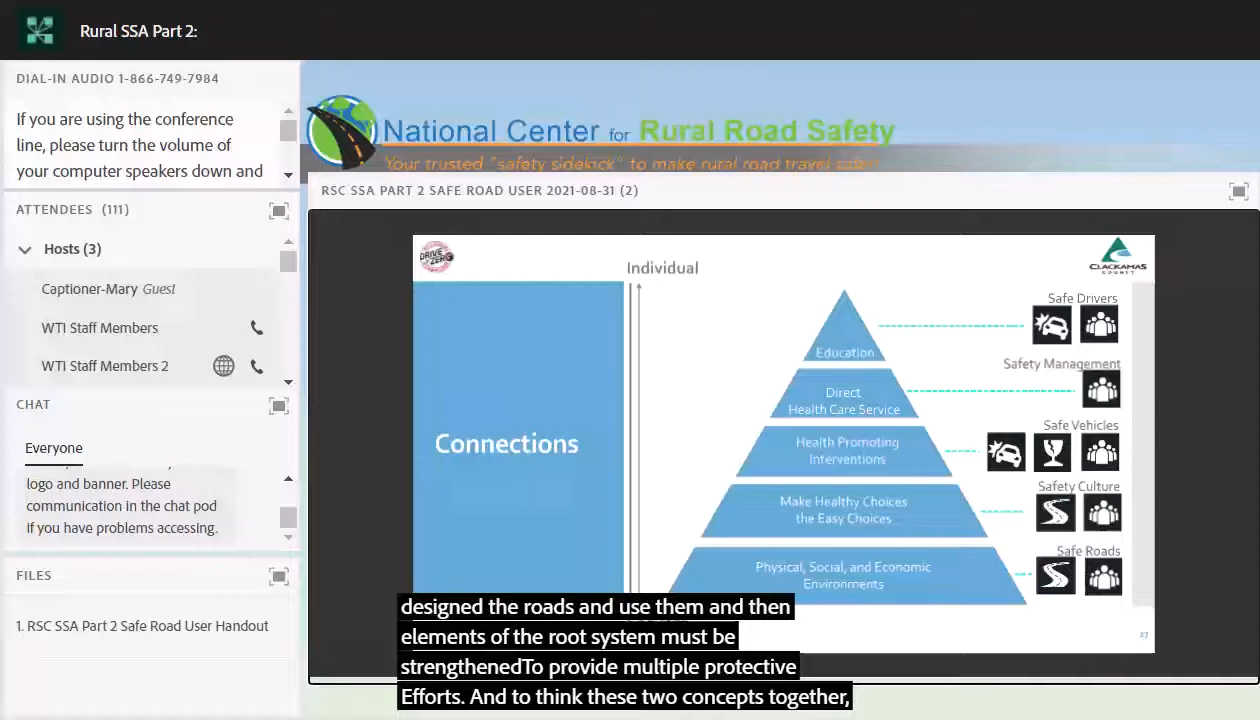 Rural SSA Part 2:
DIAL-IN AUDIO 1-866-749-7984
If you are using the conference
line, please turn the volume of
your computer speakers down and
ATTENDEES (111)
Hosts (3)
Captioner-Mary Guest
WTI Staff Members
WTI Staff Members 2
CHAT
Everyone
logo and banner. Please
communication in the chat pod
if you have problems accessing.
FILES
1. RSC SSA Part 2 Safe Road User Handout
National Center for Rural Road Safety
Your trusted "safety sidekick" to make rural road travel safer
RSC SSA PART 2 SAFE ROAD USER 2021-08-31 (2)
DRIVE TO ZERO
CLACKAMAS
COUNTY
Individual
Connections
Education
Direct
Health Care Service
Health Promoting
Interventions
Make Healthy Choices
the Easy Choices
Physical, Social, and Economic
Environments
Safe Drivers
Safety Management
Safe Vehicles
Safety Culture
Safe Roads
27
designed the roads and use them and then
elements of the root system must be
strengthenedTo provide multiple protective
Efforts. And to think these two concepts together,